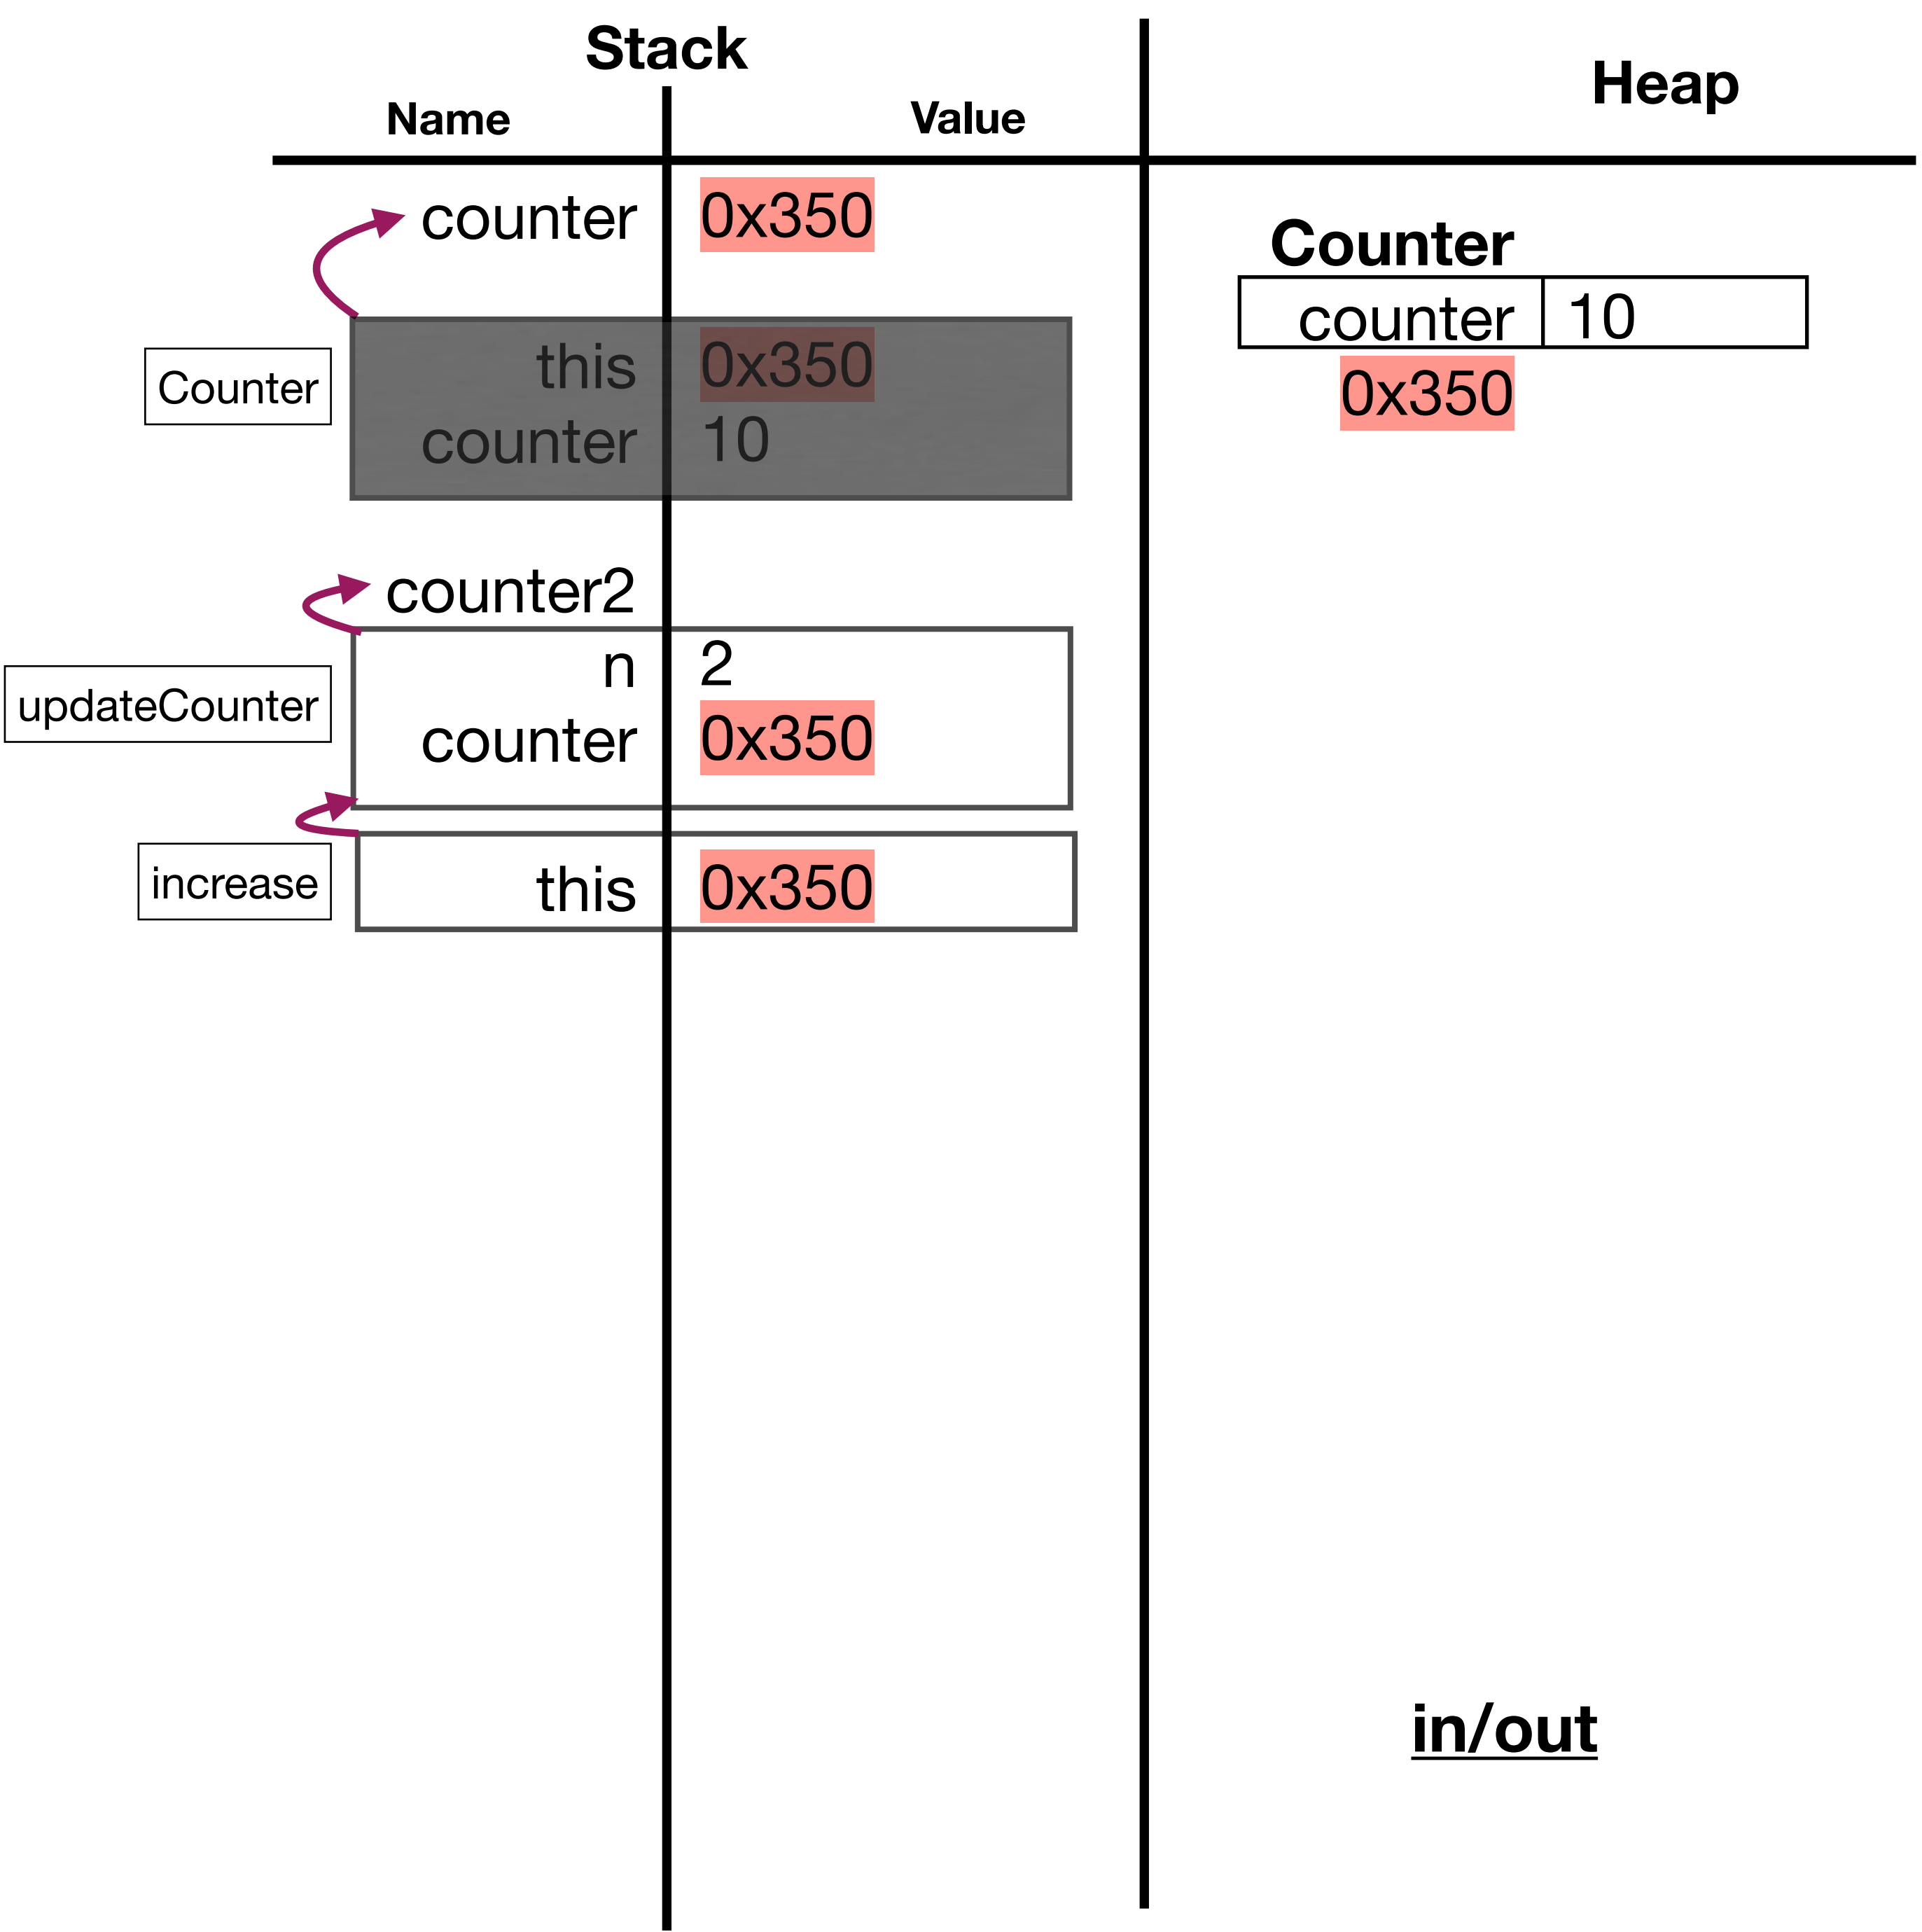 Stack
Heap
Name Value
counter 0x350
Counter
counter 10
0x350
Counter
this 0x350
counter 10
counter2
updateCounter
n 2
counter 0x350
increase
this 0x350
in/out